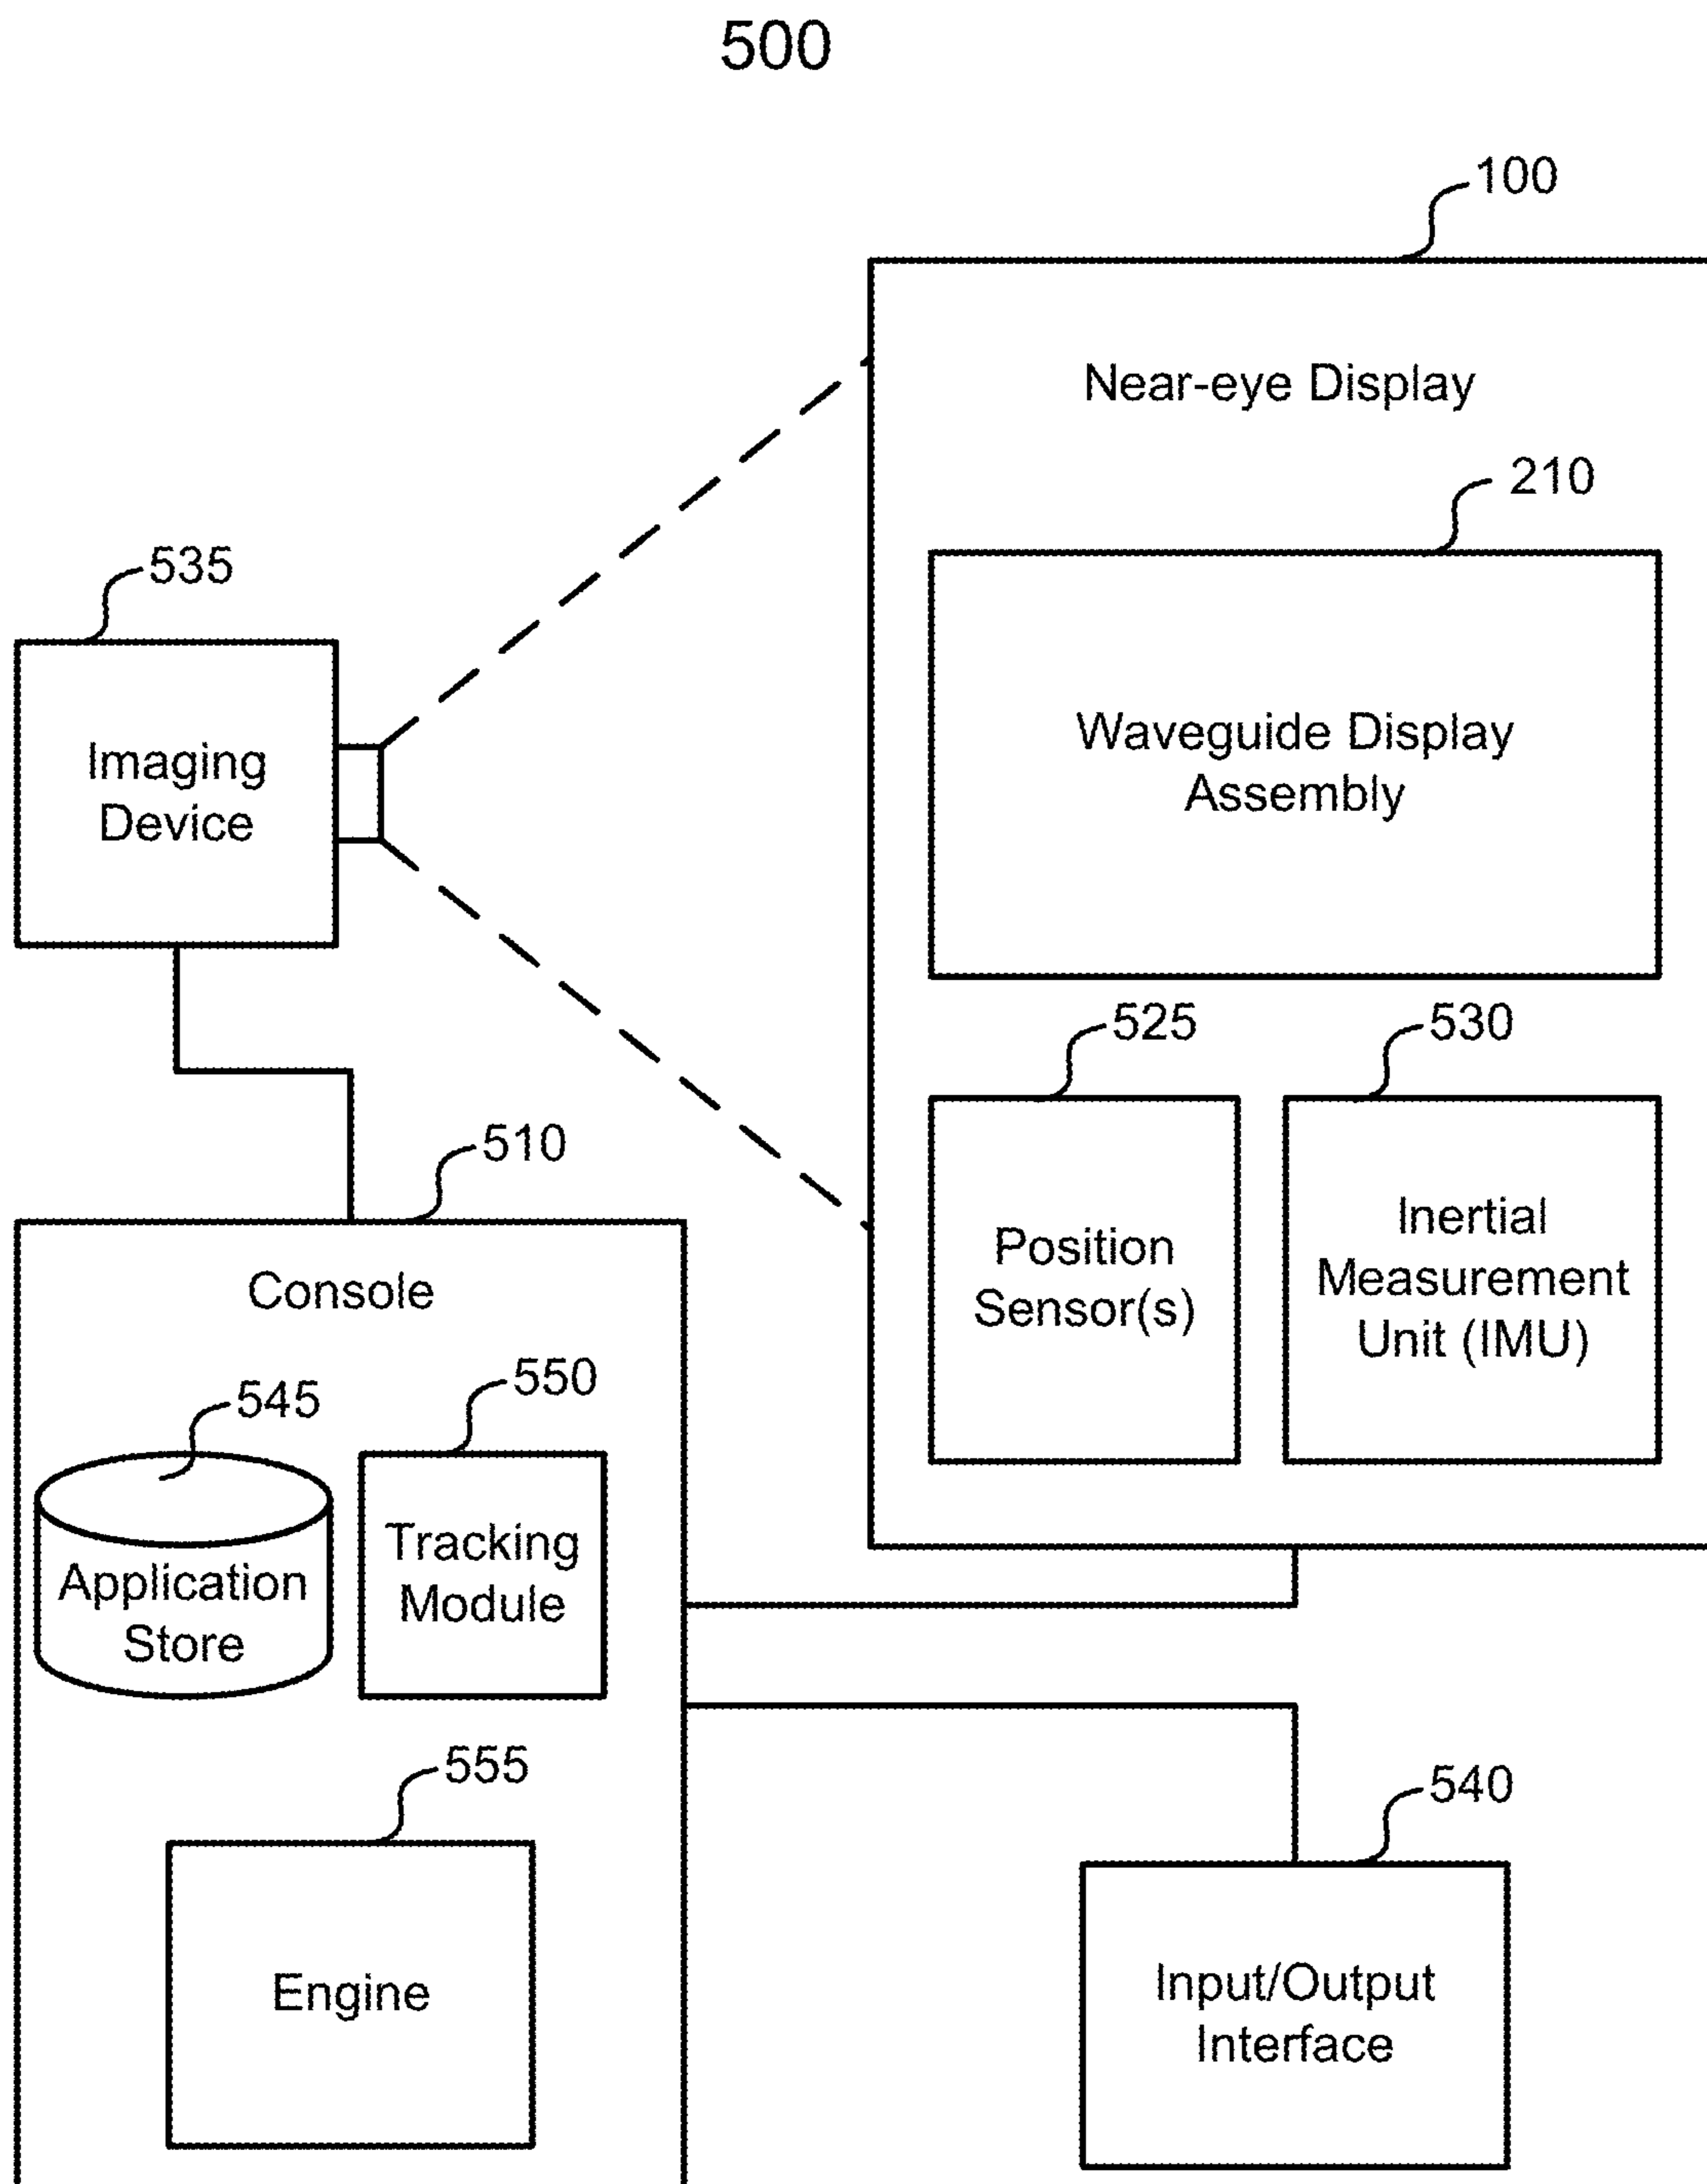 500
100
Near-eye Display
210
Waveguide Display
Assembly
535
Imaging
Device
525
530
Position
Sensor(s)
Inertial
Measurement
Unit (IMU)
510
Console
545
550
Application
Store
Tracking
Module
555
Engine
540
Input/Output
Interface